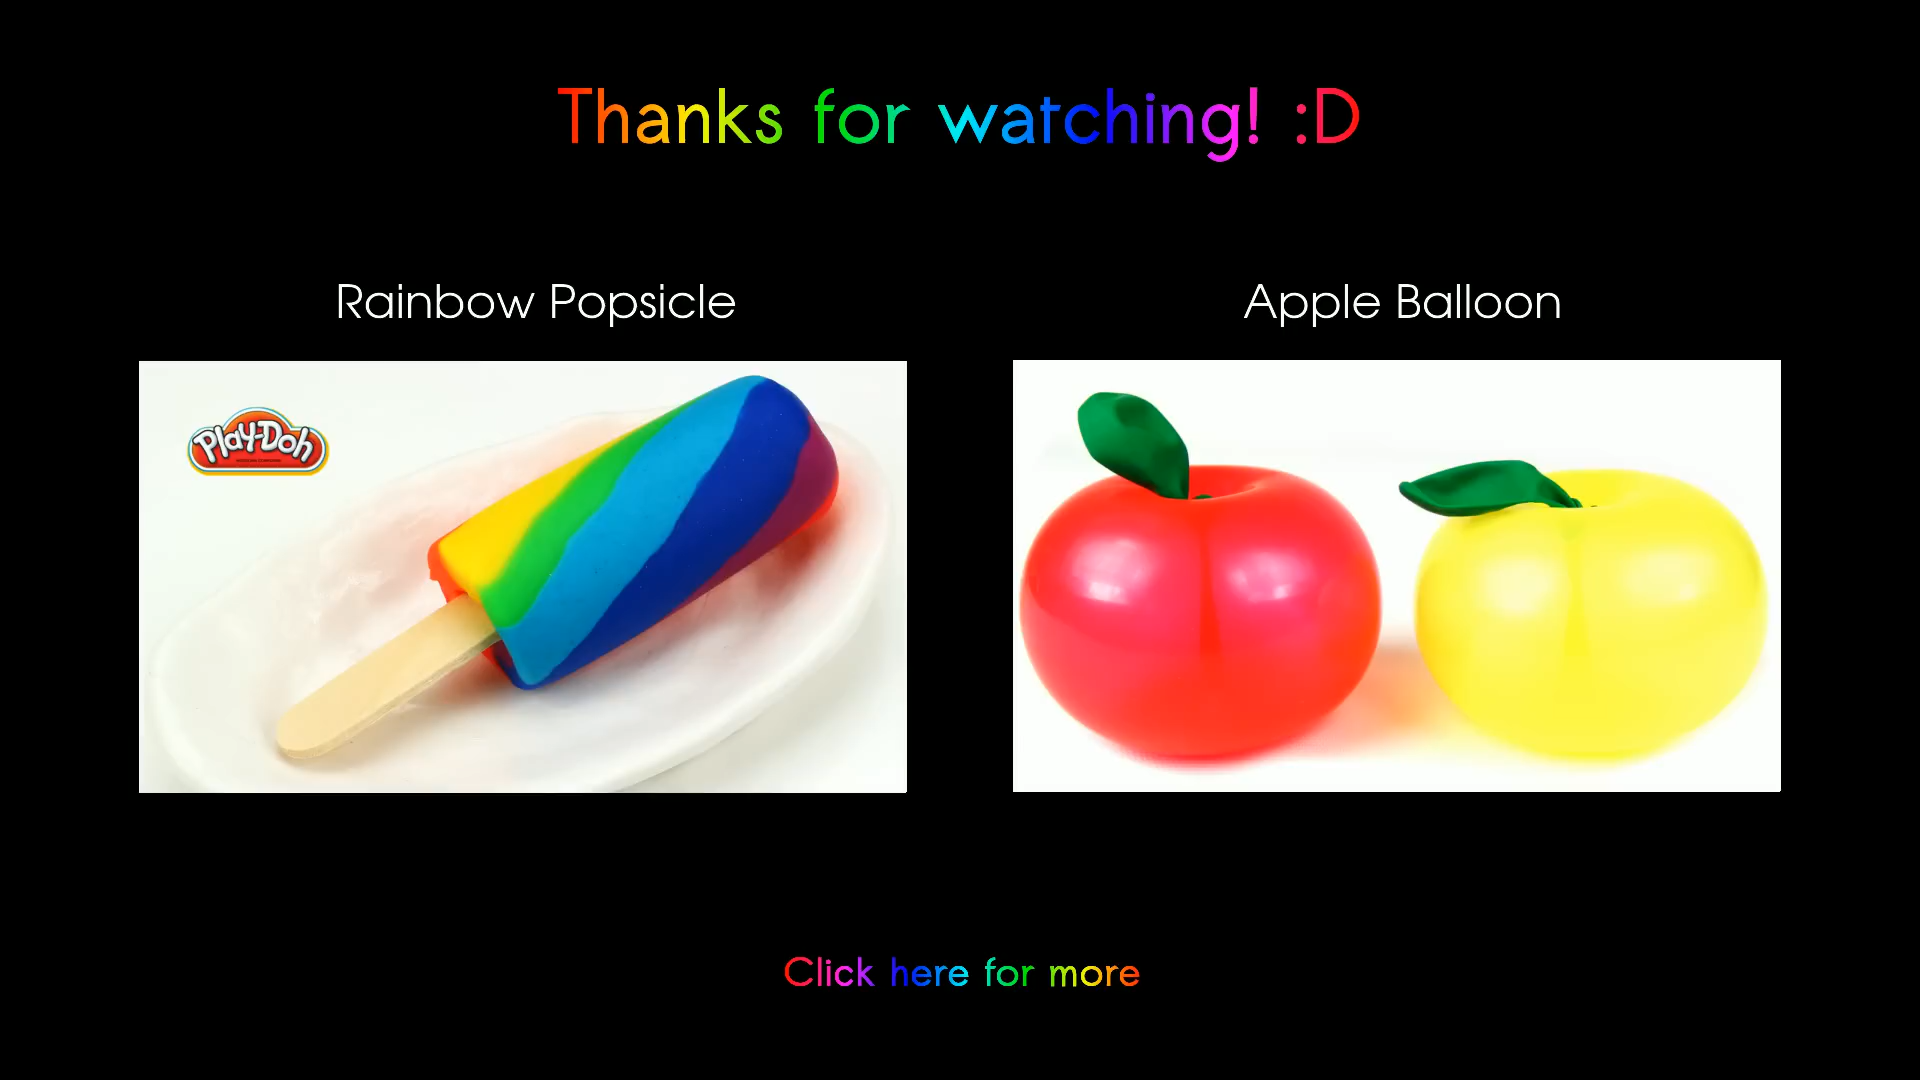 Thanks for watching! :D
Rainbow Popsicle
Apple Balloon
Play-Doh
Click here for more